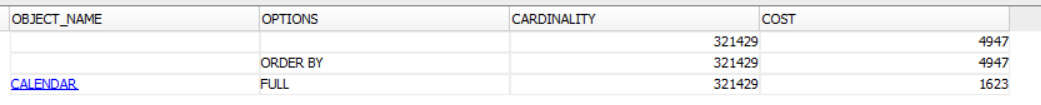 OBJECT_NAME OPTIONS CARDINALITY COST
321429 4947
ORDER BY 321429 4947
CALENDAR FULL 321429 1623